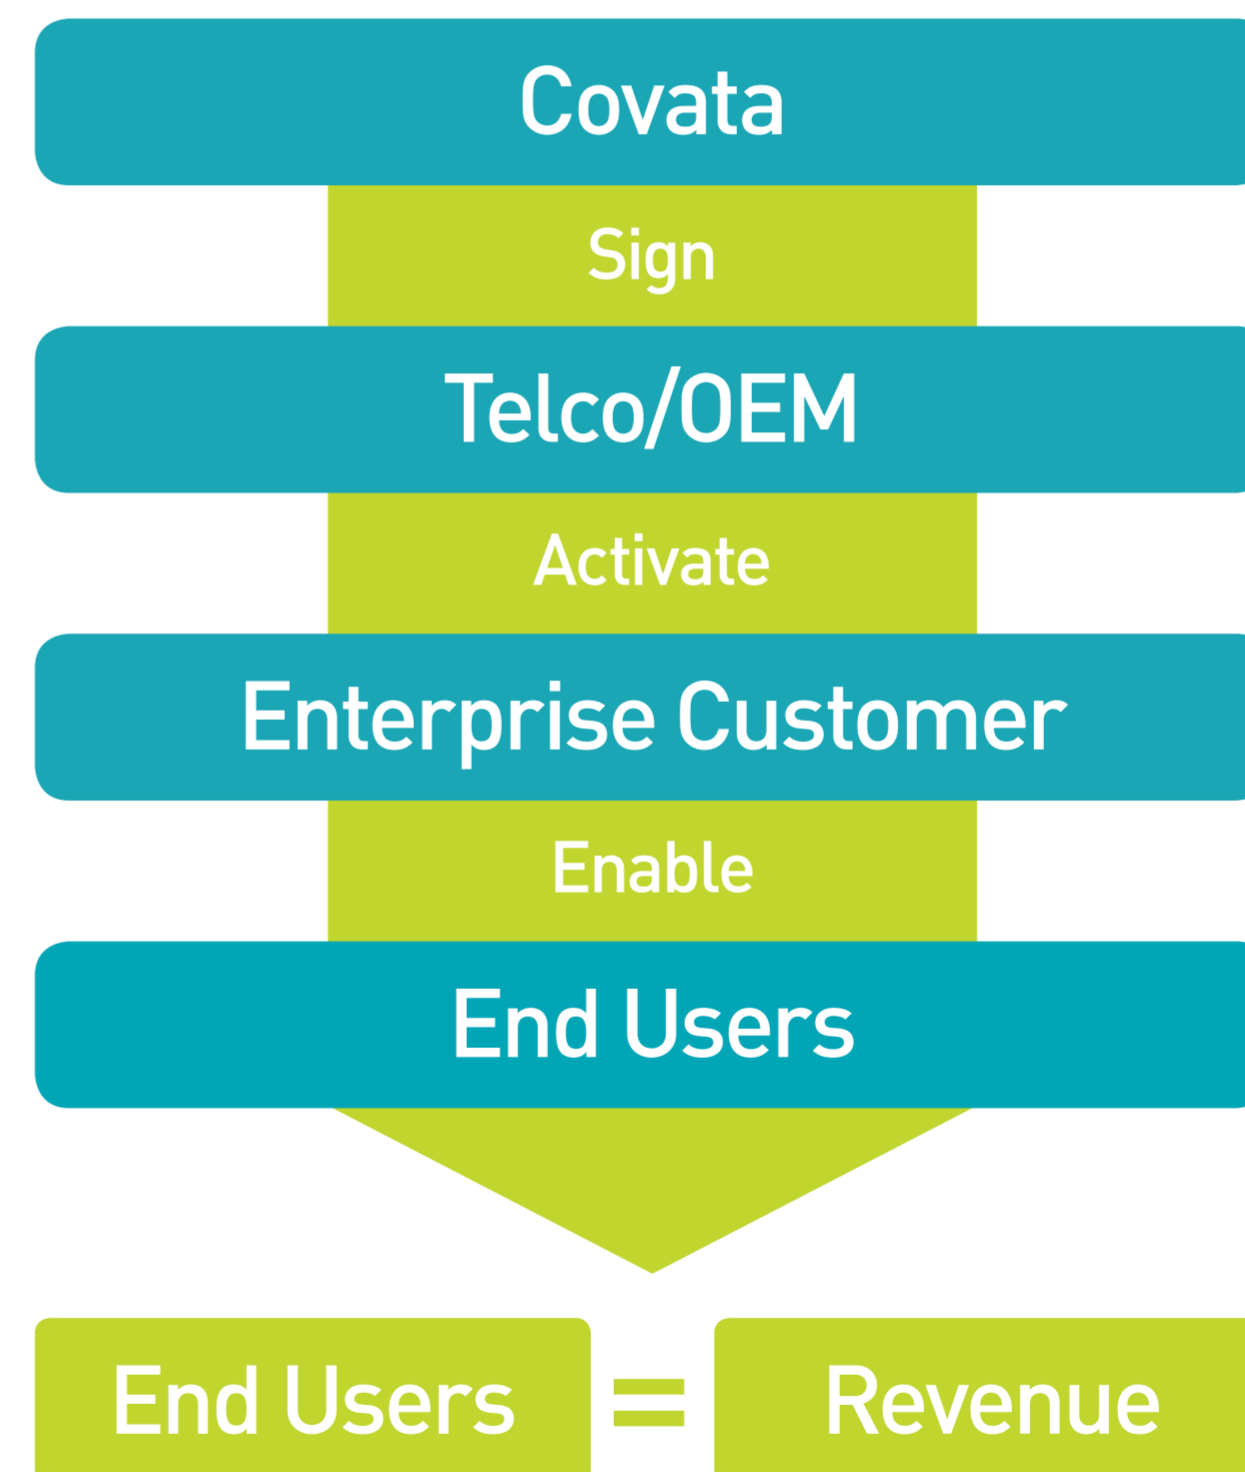 Covata
Sign
Telco/OEM
Activate
Enterprise Customer
Enable
End Users
End Users = Revenue